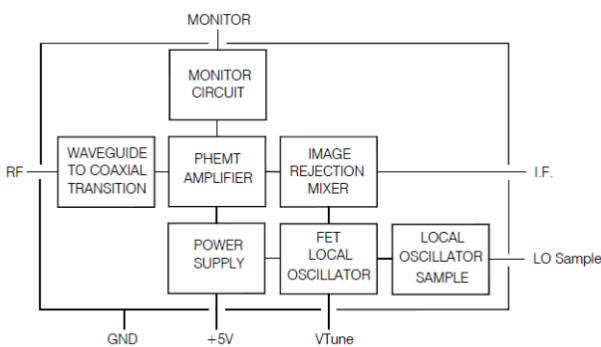 MONITOR
MONITOR
CIRCUIT
RF
WAVEGUIDE
TO COAXIAL
TRANSITION
PHEMT
AMPLIFIER
IMAGE
REJECTION
MIXER
I.F.
POWER
SUPPLY
FET
LOCAL
OSCILLATOR
LOCAL
OSCILLATOR
SAMPLE
LO Sample
GND
+5V
VTune